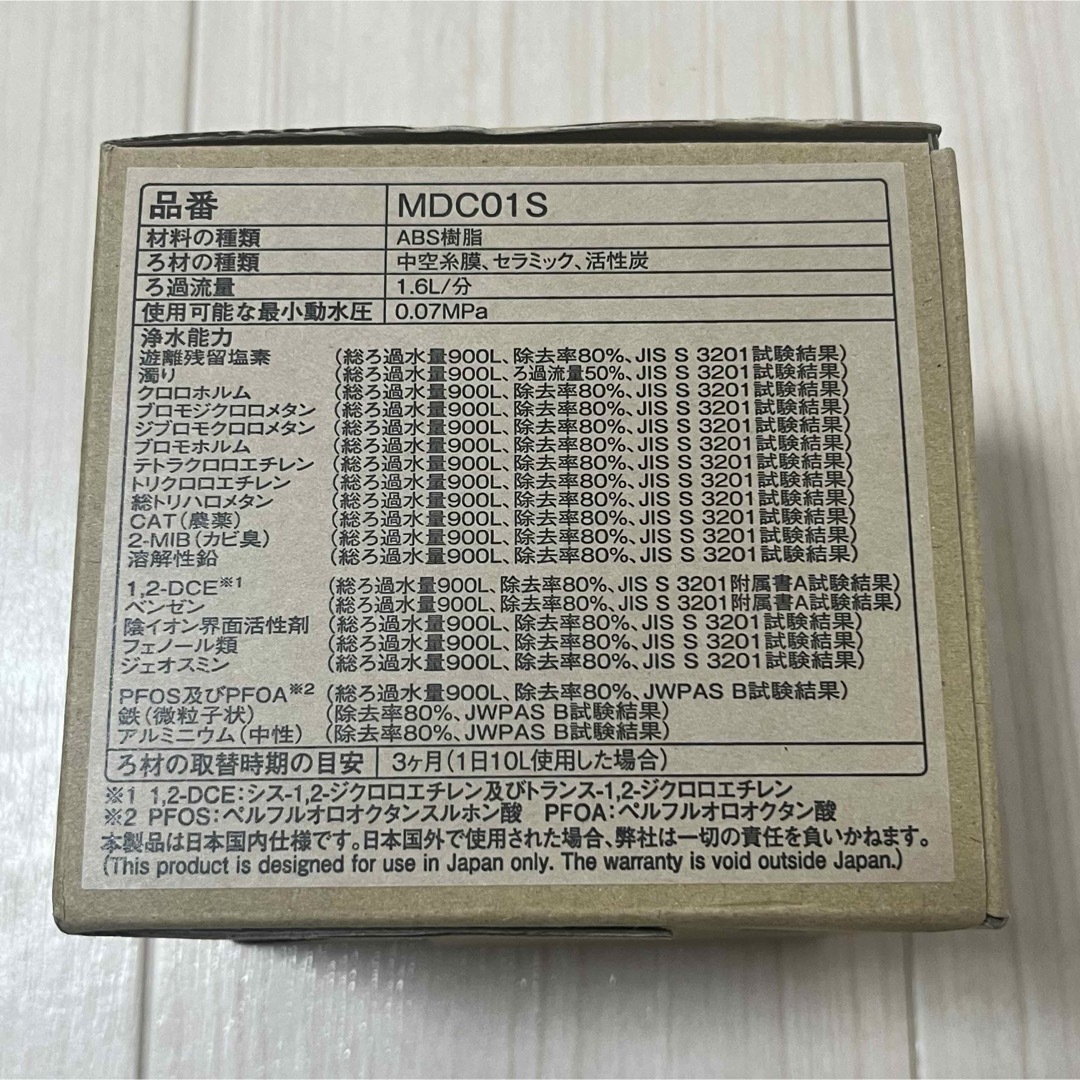 品番 MDC01S
材料の種類 ABS樹脂
ろ材の種類 中空糸膜、セラミック、活性炭
ろ過流量 1.6L/分
使用可能な最小動水圧 0.07MPa
浄水能力
遊離残留塩素 (総ろ過水量900L、除去率80%、JIS S 3201試験結果)
濁り (総ろ過水量900L、ろ過流量50%、JIS S 3201試験結果)
クロロホルム (総ろ過水量900L、除去率80%、JIS S 3201試験結果)
ブロモジクロロメタン (総ろ過水量900L、除去率80%、JIS S 3201試験結果)
ジブロモクロロメタン (総ろ過水量900L、除去率80%、JIS S 3201試験結果)
ブロモホルム (総ろ過水量900L、除去率80%、JIS S 3201試験結果)
テトラクロロエチレン (総ろ過水量900L、除去率80%、JIS S 3201試験結果)
トリクロロエチレン (総ろ過水量900L、除去率80%、JIS S 3201試験結果)
総トリハロメタン (総ろ過水量900L、除去率80%、JIS S 3201試験結果)
CAT(農薬) (総ろ過水量900L、除去率80%、JIS S 3201試験結果)
2-MIB(カビ臭) (総ろ過水量900L、除去率80%、JIS S 3201試験結果)
溶解性鉛 (総ろ過水量900L、除去率80%、JIS S 3201試験結果)
1,2-DCE※1 (総ろ過水量900L、除去率80%、JIS S 3201附属書A試験結果)
ベンゼン (総ろ過水量900L、除去率80%、JIS S 3201附属書A試験結果)
陰イオン界面活性剤 (総ろ過水量900L、除去率80%、JIS S 3201試験結果)
フェノール類 (総ろ過水量900L、除去率80%、JIS S 3201試験結果)
ジェオスミン (総ろ過水量900L、除去率80%、JIS S 3201試験結果)
PFOS及びPFOA※2 (総ろ過水量900L、除去率80%、JWPAS B試験結果)
鉄(微粒子状) (除去率80%、JWPAS B試験結果)
アルミニウム(中性) (除去率80%、JWPAS B試験結果)
ろ材の取替時期の目安 3ヶ月(1日10L使用した場合)
※1 1,2-DCE:シス-1,2-ジクロロエチレン及びトランス-1,2-ジクロロエチレン
※2 PFOS:ペルフルオロオクタンスルホン酸 PFOA:ペルフルオロオクタン酸
本製品は日本国内仕様です。日本国外で使用された場合、弊社は一切の責任を負いかねます。
(This product is designed for use in Japan only. The warranty is void outside Japan.)